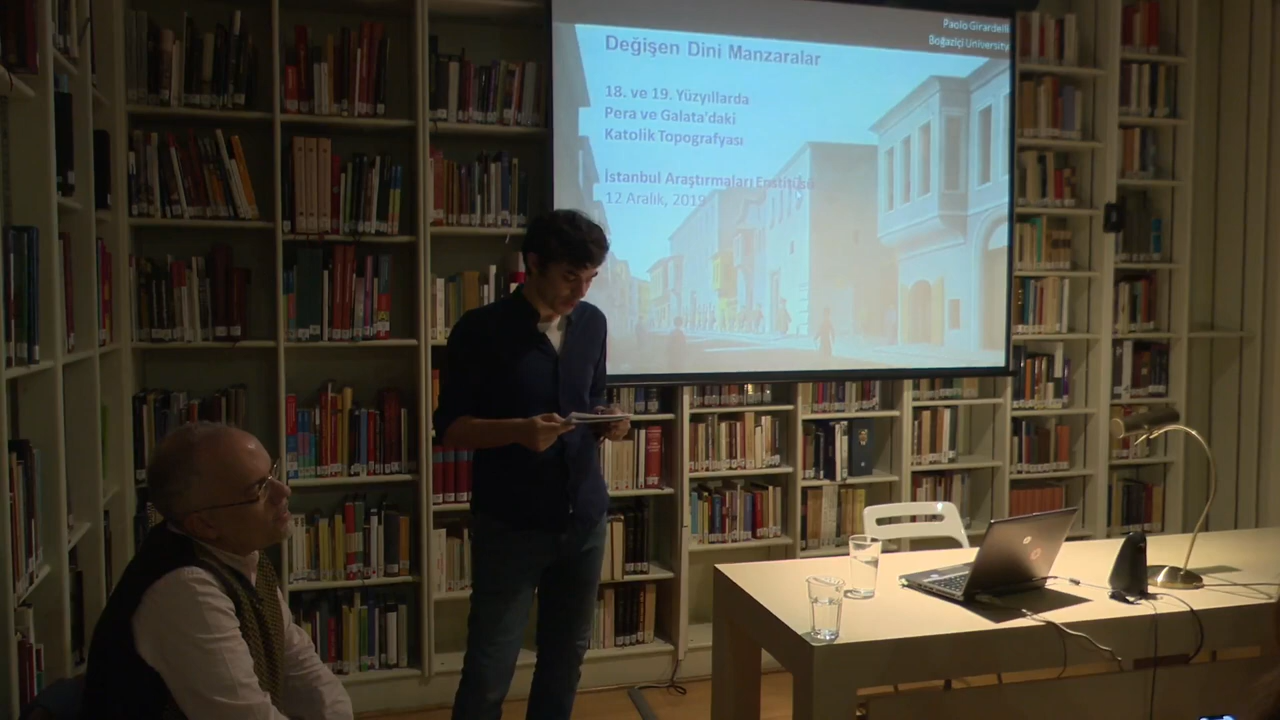 Paolo Girardelli
Boğaziçi University
Değişen Dini Manzaralar
18. ve 19. Yüzyıllarda
Pera ve Galata'daki
Katolik Topografyası
İstanbul Araştırmaları Enstitüsü
12 Aralık, 2019